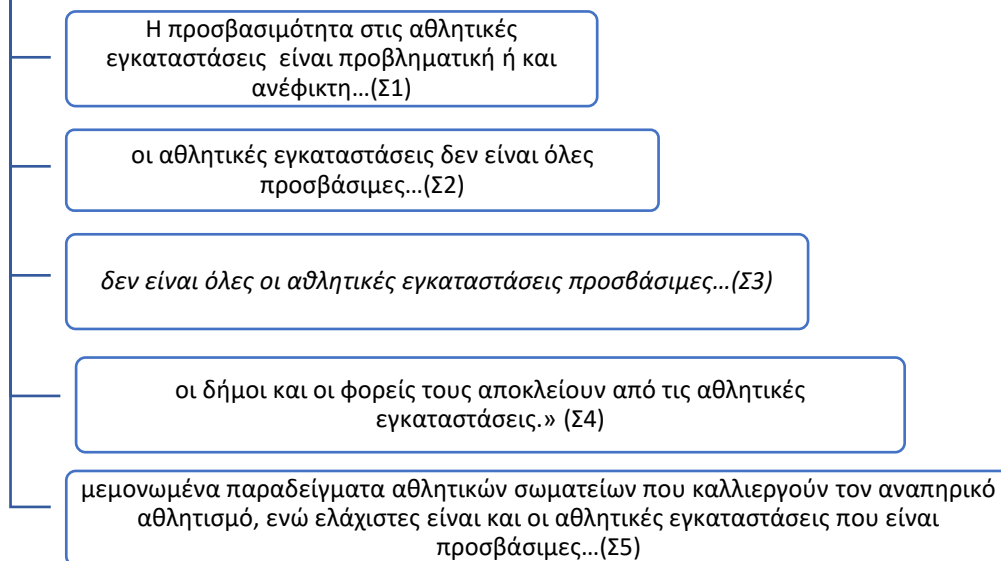 Η προσβασιμότητα στις αθλητικές
εγκαταστάσεις είναι προβληματική ή και
ανέφικτη...(Σ1)
οι αθλητικές εγκαταστάσεις δεν είναι όλες
προσβάσιμες...(Σ2)
δεν είναι όλες οι αθλητικές εγκαταστάσεις προσβάσιμες...(Σ3)
οι δήμοι και οι φορείς τους αποκλείουν από τις αθλητικές
εγκαταστάσεις.» (Σ4)
μεμονωμένα παραδείγματα αθλητικών σωματείων που καλλιεργούν τον αναπηρικό
αθλητισμό, ενώ ελάχιστες είναι και οι αθλητικές εγκαταστάσεις που είναι
προσβάσιμες...(Σ5)